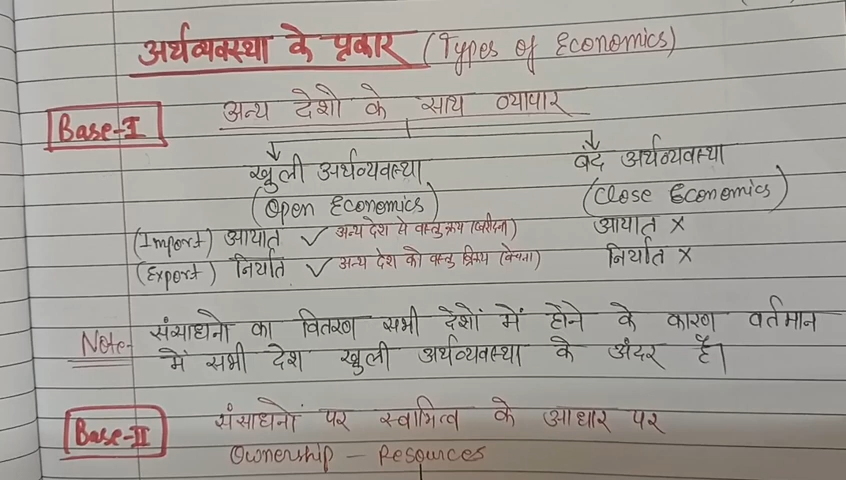 अर्थव्यवस्था के प्रकार (Types of Economics)
Base-I अन्य देशो के साथ व्यापार
खुली अर्थव्यवस्था बंद अर्थव्यवस्था
(Open Economics) (Close Economics)
(Import) आयात ✓ अन्य देश से वस्तु क्रय (खरीदना) आयात ×
(Export) निर्यात ✓ अन्य देश को वस्तु विक्रय (बेचना) निर्यात ×
Note- संसाधनो का वितरण सभी देशों में होने के कारण वर्तमान
में सभी देश खुली अर्थव्यवस्था के अंदर है।
Base-II संसाधनों पर स्वामित्व के आधार पर
Ownership – Resources